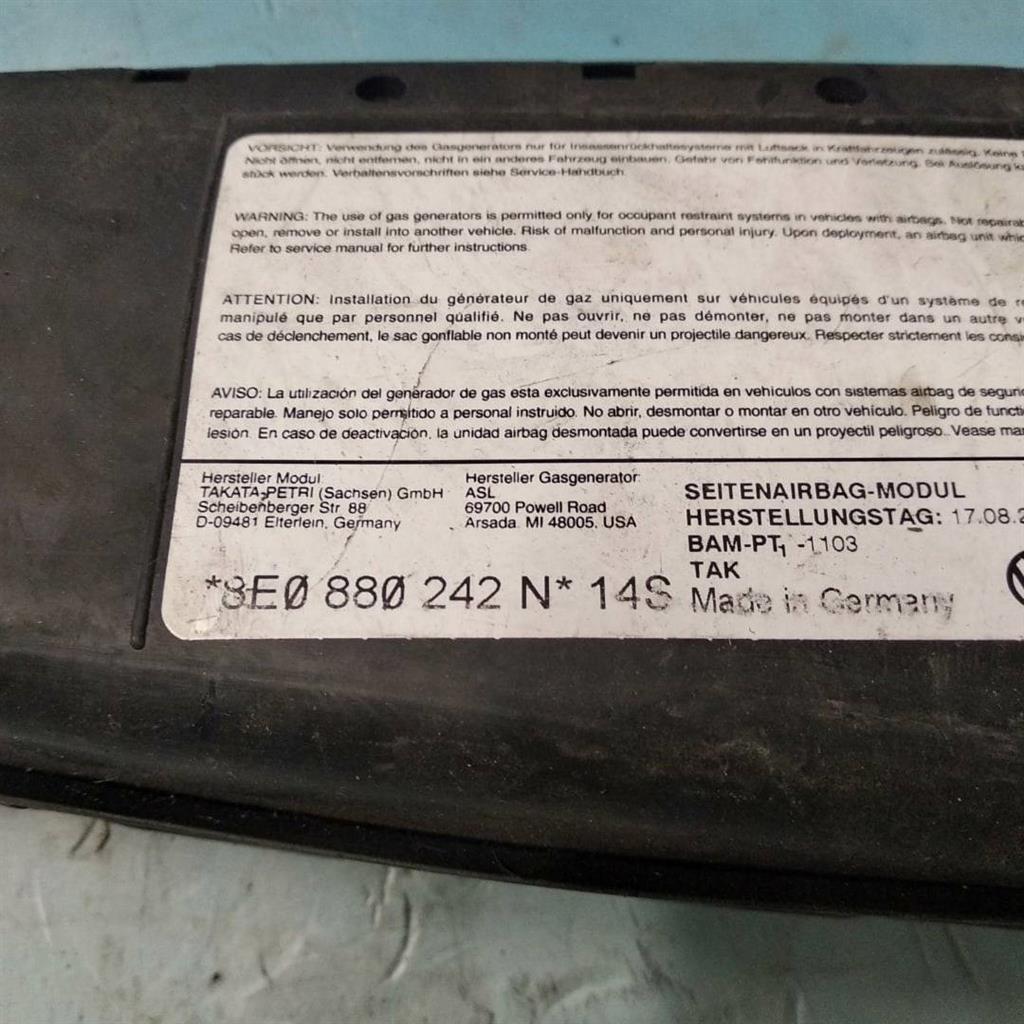 VORSICHT: Verwendung des Gasgenerators nur für Insassenrückhaltesysteme mit Luftsack in Kraftfahrzeugen zulässig. Keine
Nicht öffnen, nicht entfernen, nicht in ein anderes Fahrzeug einbauen. Gefahr von Fehlfunktion und Verletzung. Bei Auslösung
stück werden. Verhaltensvorschriften siehe Service-Handbuch.
WARNING: The use of gas generators is permitted only for occupant restraint systems in vehicles with airbags. Not repairab
open, remove or install into another vehicle. Risk of malfunction and personal injury. Upon deployment, an airbag unit whic
Refer to service manual for further instructions.
ATTENTION: Installation du générateur de gaz uniquement sur véhicules équipés d'un système de re
manipulé que par personnel qualifié. Ne pas ouvrir, ne pas démonter, ne pas monter dans un autre v
cas de déclenchement, le sac gonflable non monté peut devenir un projectile dangereux. Respecter strictement les consi
AVISO: La utilización del generador de gas esta exclusivamente permitida en vehículos con sistemas airbag de segur
reparable. Manejo solo permitido a personal instruido. No abrir, desmontar o montar en otro vehículo. Peligro de functi
lesión. En caso de deactivación, la unidad airbag desmontada puede convertirse en un proyectil peligroso. Vease man
Hersteller Modul:
TAKATA-PETRI (Sachsen) GmbH
Scheibenberger Str. 88
D-09481 Elterlein, Germany
Hersteller Gasgenerator:
ASL
69700 Powell Road
Arsada. MI 48005. USA
SEITENAIRBAG-MODUL
HERSTELLUNGSTAG: 17.08.2
BAM-PT1 -1103
TAK
*8E0 880 242 N* 14S Made in Germany